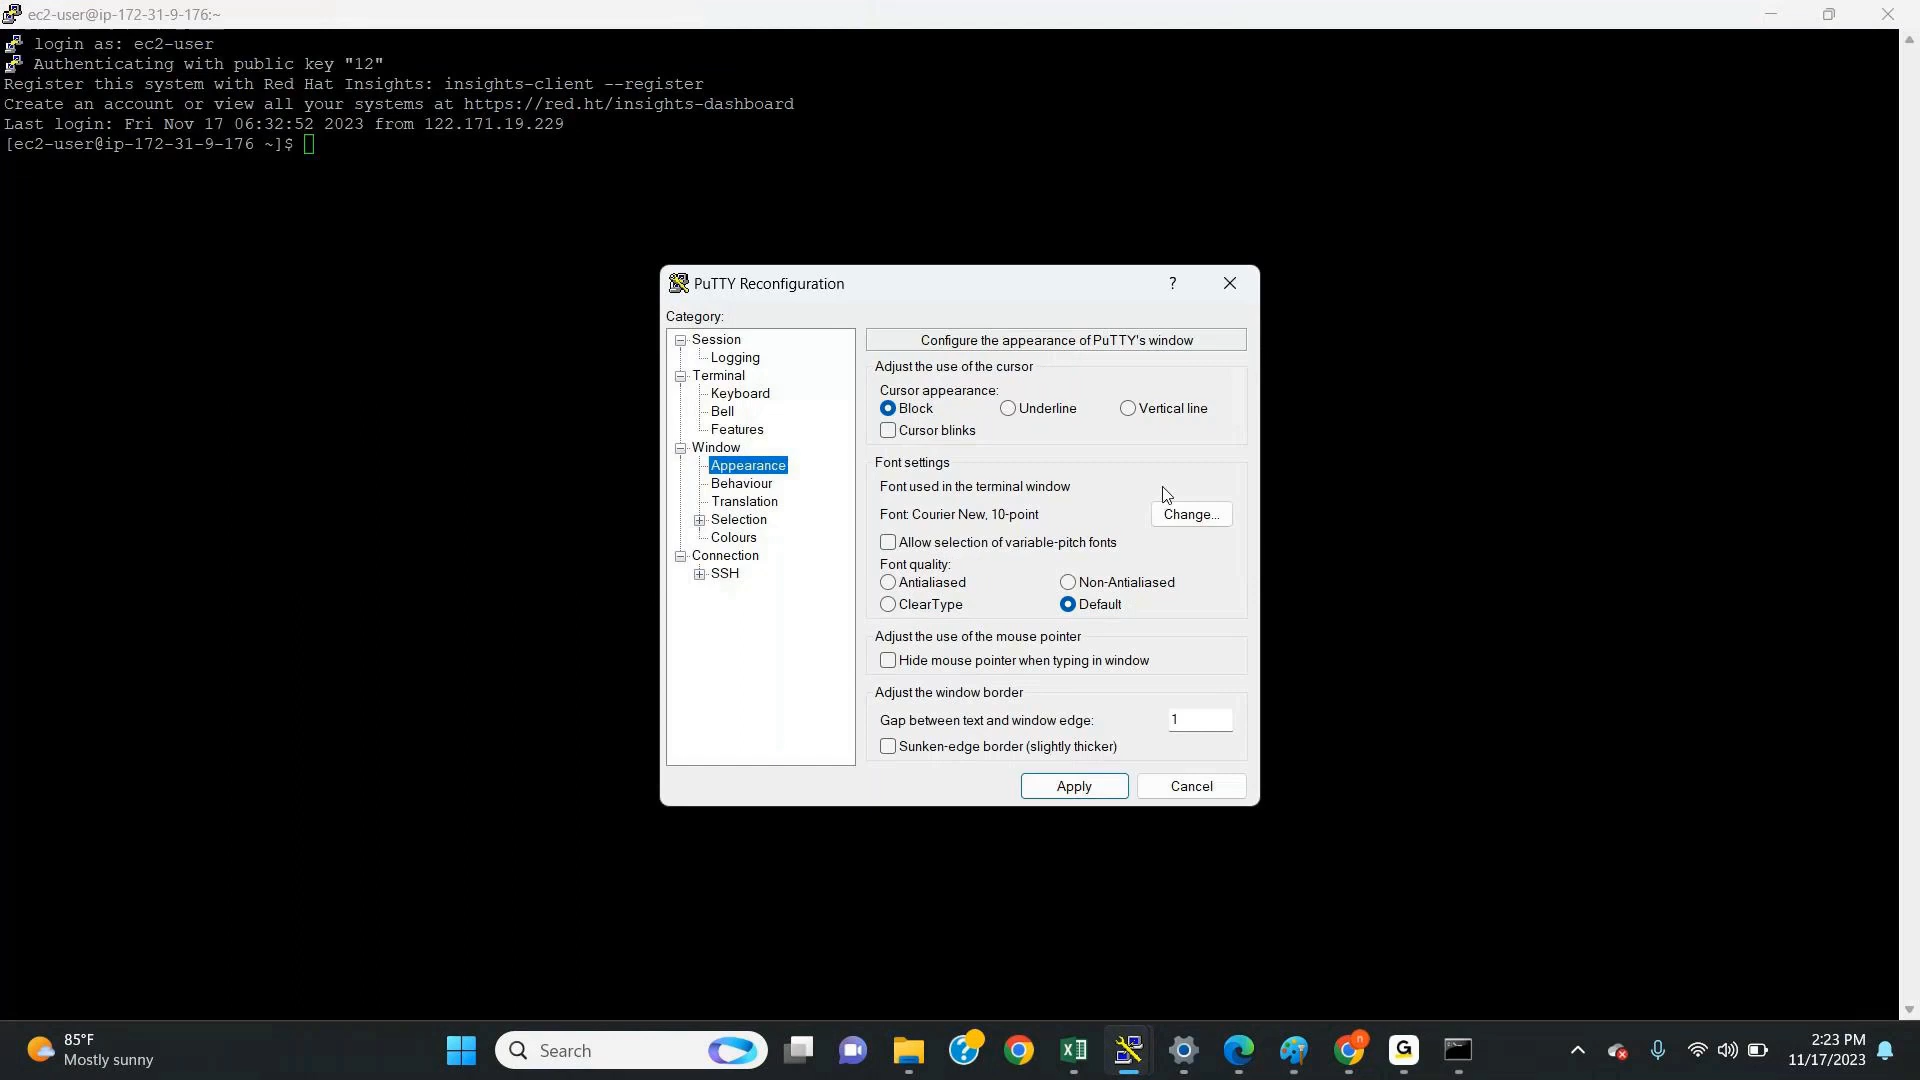 ec2-user@ip-172-31-9-176:~
login as: ec2-user
Authenticating with public key "12"
Register this system with Red Hat Insights: insights-client --register
Create an account or view all your systems at https://red.ht/insights-dashboard
Last login: Fri Nov 17 06:32:52 2023 from 122.171.19.229
[ec2-user@ip-172-31-9-176 ~]$
PuTTY Reconfiguration
?
Category:
Session
Logging
Terminal
Keyboard
Bell
Features
Window
Appearance
Behaviour
Translation
Selection
Colours
Connection
SSH
Configure the appearance of PuTTY's window
Adjust the use of the cursor
Cursor appearance:
Block Underline Vertical line
Cursor blinks
Font settings
Font used in the terminal window
Font: Courier New, 10-point Change...
Allow selection of variable-pitch fonts
Font quality:
Antialiased Non-Antialiased
ClearType Default
Adjust the use of the mouse pointer
Hide mouse pointer when typing in window
Adjust the window border
Gap between text and window edge: 1
Sunken-edge border (slightly thicker)
Apply Cancel
85°F
Mostly sunny
Search
n
G
2:23 PM
11/17/2023